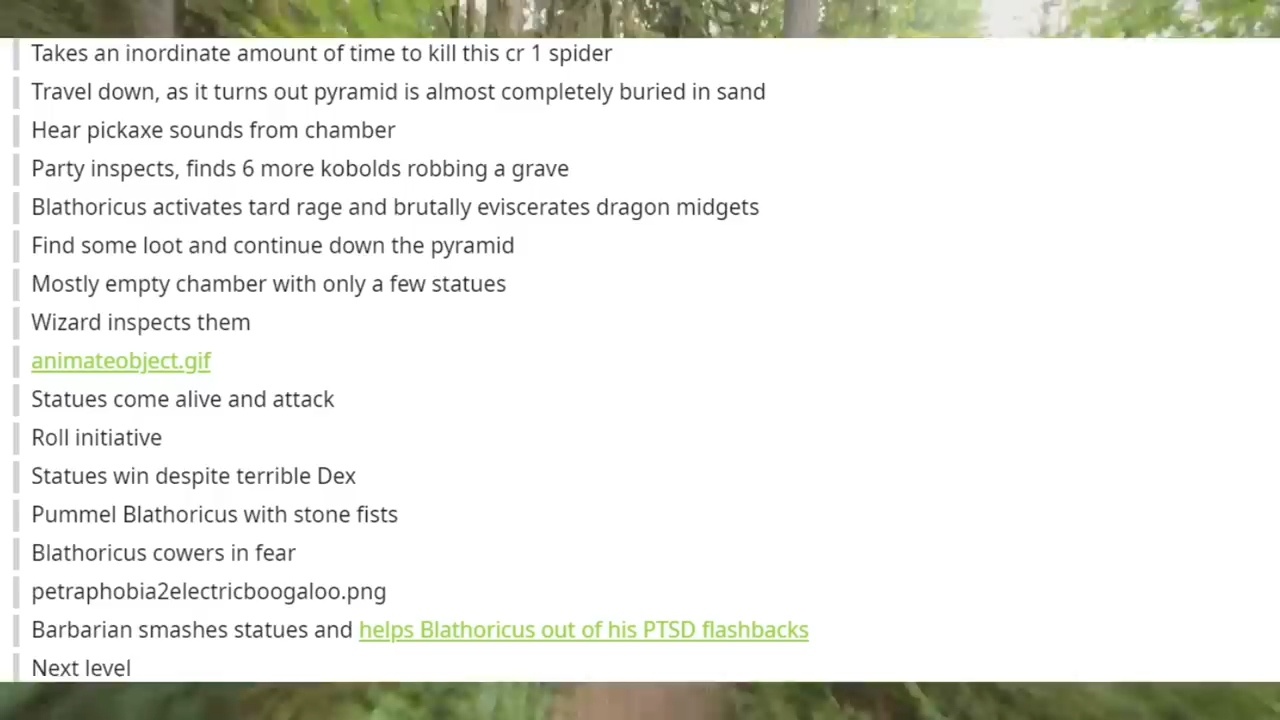 Takes an inordinate amount of time to kill this cr 1 spider
Travel down, as it turns out pyramid is almost completely buried in sand
Hear pickaxe sounds from chamber
Party inspects, finds 6 more kobolds robbing a grave
Blathoricus activates tard rage and brutally eviscerates dragon midgets
Find some loot and continue down the pyramid
Mostly empty chamber with only a few statues
Wizard inspects them
animateobject.gif
Statues come alive and attack
Roll initiative
Statues win despite terrible Dex
Pummel Blathoricus with stone fists
Blathoricus cowers in fear
petraphobia2electricboogaloo.png
Barbarian smashes statues and helps Blathoricus out of his PTSD flashbacks
Next level